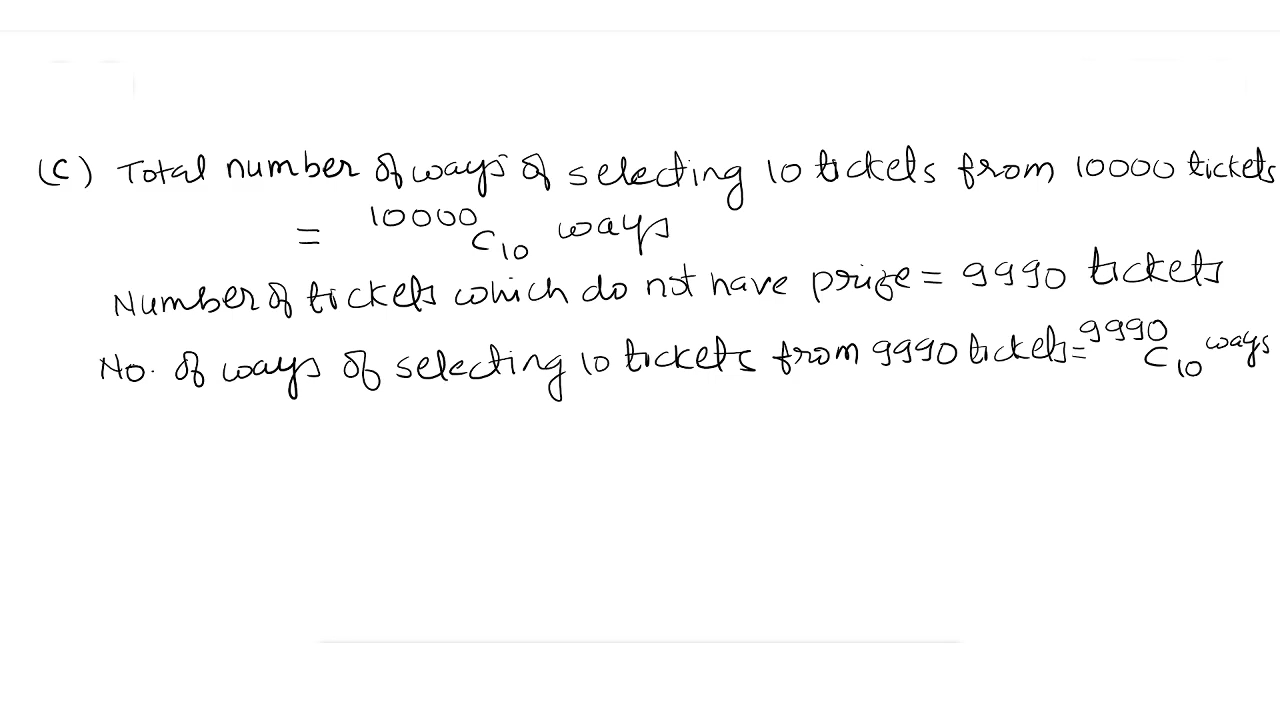 (C) Total number of ways of selecting 10 tickets from 10000 tickets
= ¹⁰⁰⁰⁰C₁₀ ways
Number of tickets which do not have prize = 9990 tickets
No. of ways of selecting 10 tickets from 9990 tickets = ⁹⁹⁹⁰C₁₀ ways